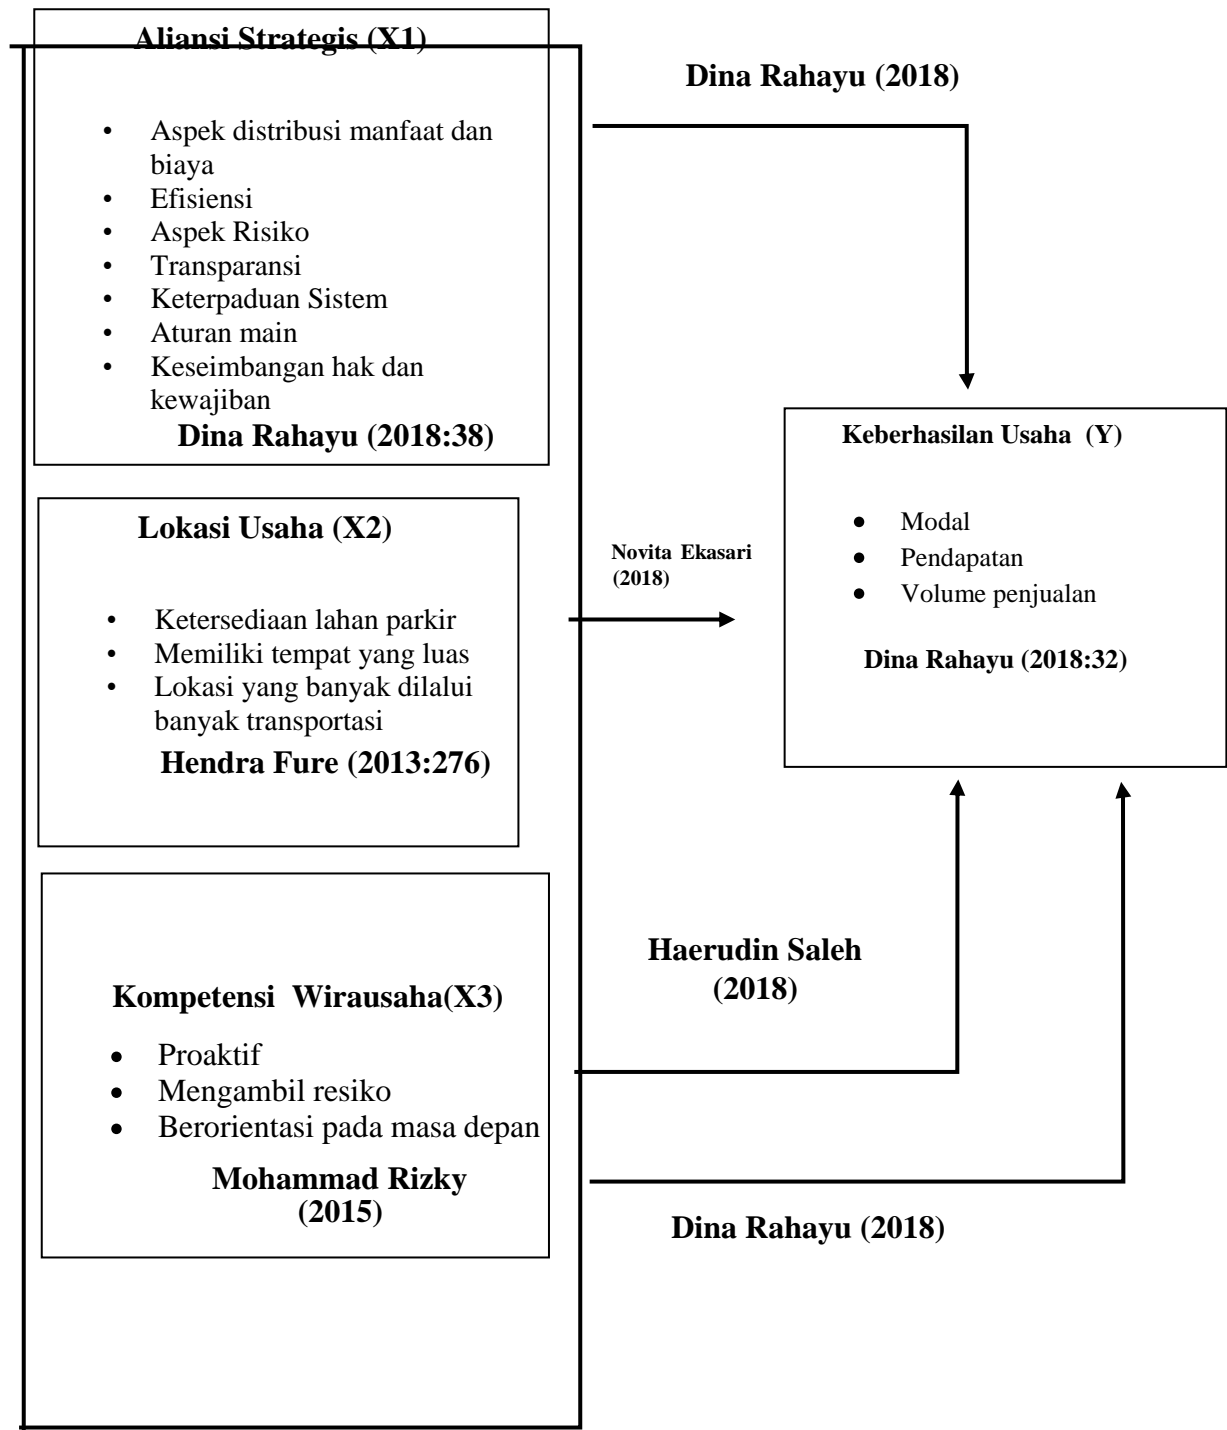 Aliansi Strategis (X1)
• Aspek distribusi manfaat dan
biaya
• Efisiensi
• Aspek Risiko
• Transparansi
• Keterpaduan Sistem
• Aturan main
• Keseimbangan hak dan
kewajiban
Dina Rahayu (2018:38)
Lokasi Usaha (X2)
• Ketersediaan lahan parkir
• Memiliki tempat yang luas
• Lokasi yang banyak dilalui
banyak transportasi
Hendra Fure (2013:276)
Kompetensi Wirausaha(X3)
• Proaktif
• Mengambil resiko
• Berorientasi pada masa depan
Mohammad Rizky
(2015)
Dina Rahayu (2018)
Novita Ekasari
(2018)
Haerudin Saleh
(2018)
Dina Rahayu (2018)
Keberhasilan Usaha (Y)
• Modal
• Pendapatan
• Volume penjualan
Dina Rahayu (2018:32)